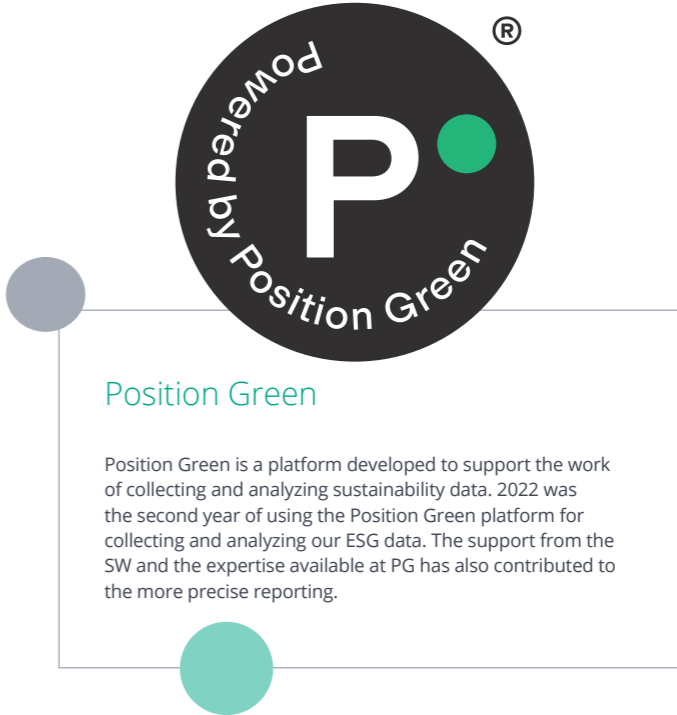 ®
Powered by Position Green
P
Position Green
Position Green is a platform developed to support the work
of collecting and analyzing sustainability data. 2022 was
the second year of using the Position Green platform for
collecting and analyzing our ESG data. The support from the
SW and the expertise available at PG has also contributed to
the more precise reporting.